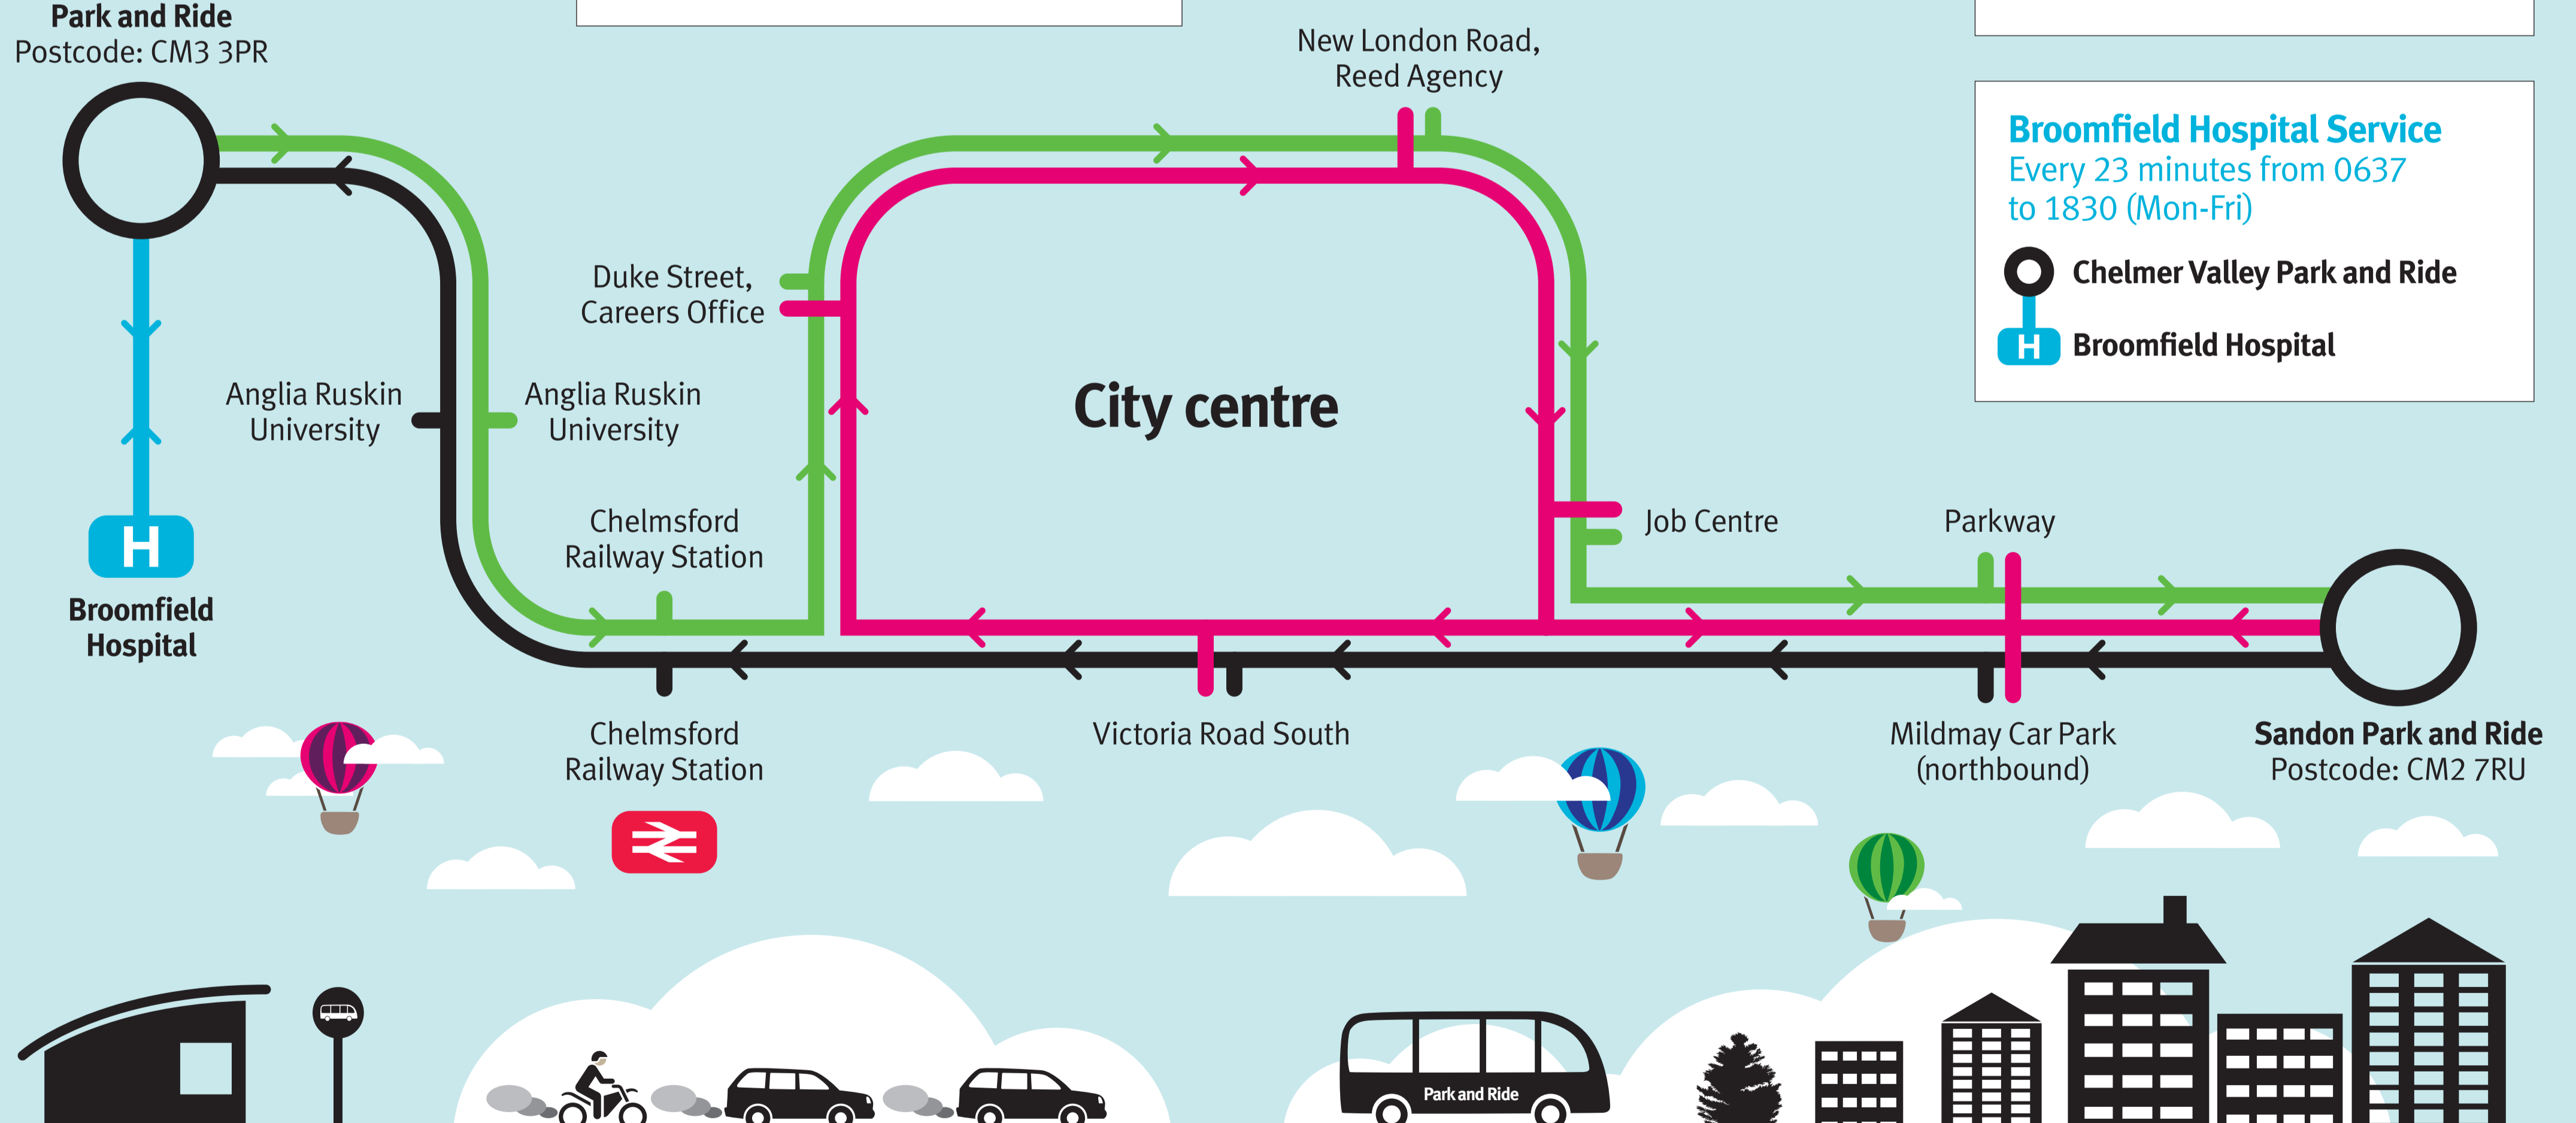 Park and Ride
Postcode: CM3 3PR
New London Road,
Reed Agency
Broomfield Hospital Service
Every 23 minutes from 0637
to 1830 (Mon-Fri)
Chelmer Valley Park and Ride
H
Broomfield Hospital
Duke Street,
Careers Office
City centre
Anglia Ruskin
University
Anglia Ruskin
University
Chelmsford
Railway Station
Job Centre
Parkway
H
Broomfield
Hospital
Chelmsford
Railway Station
Victoria Road South
Mildmay Car Park
(northbound)
Sandon Park and Ride
Postcode: CM2 7RU
Park and Ride